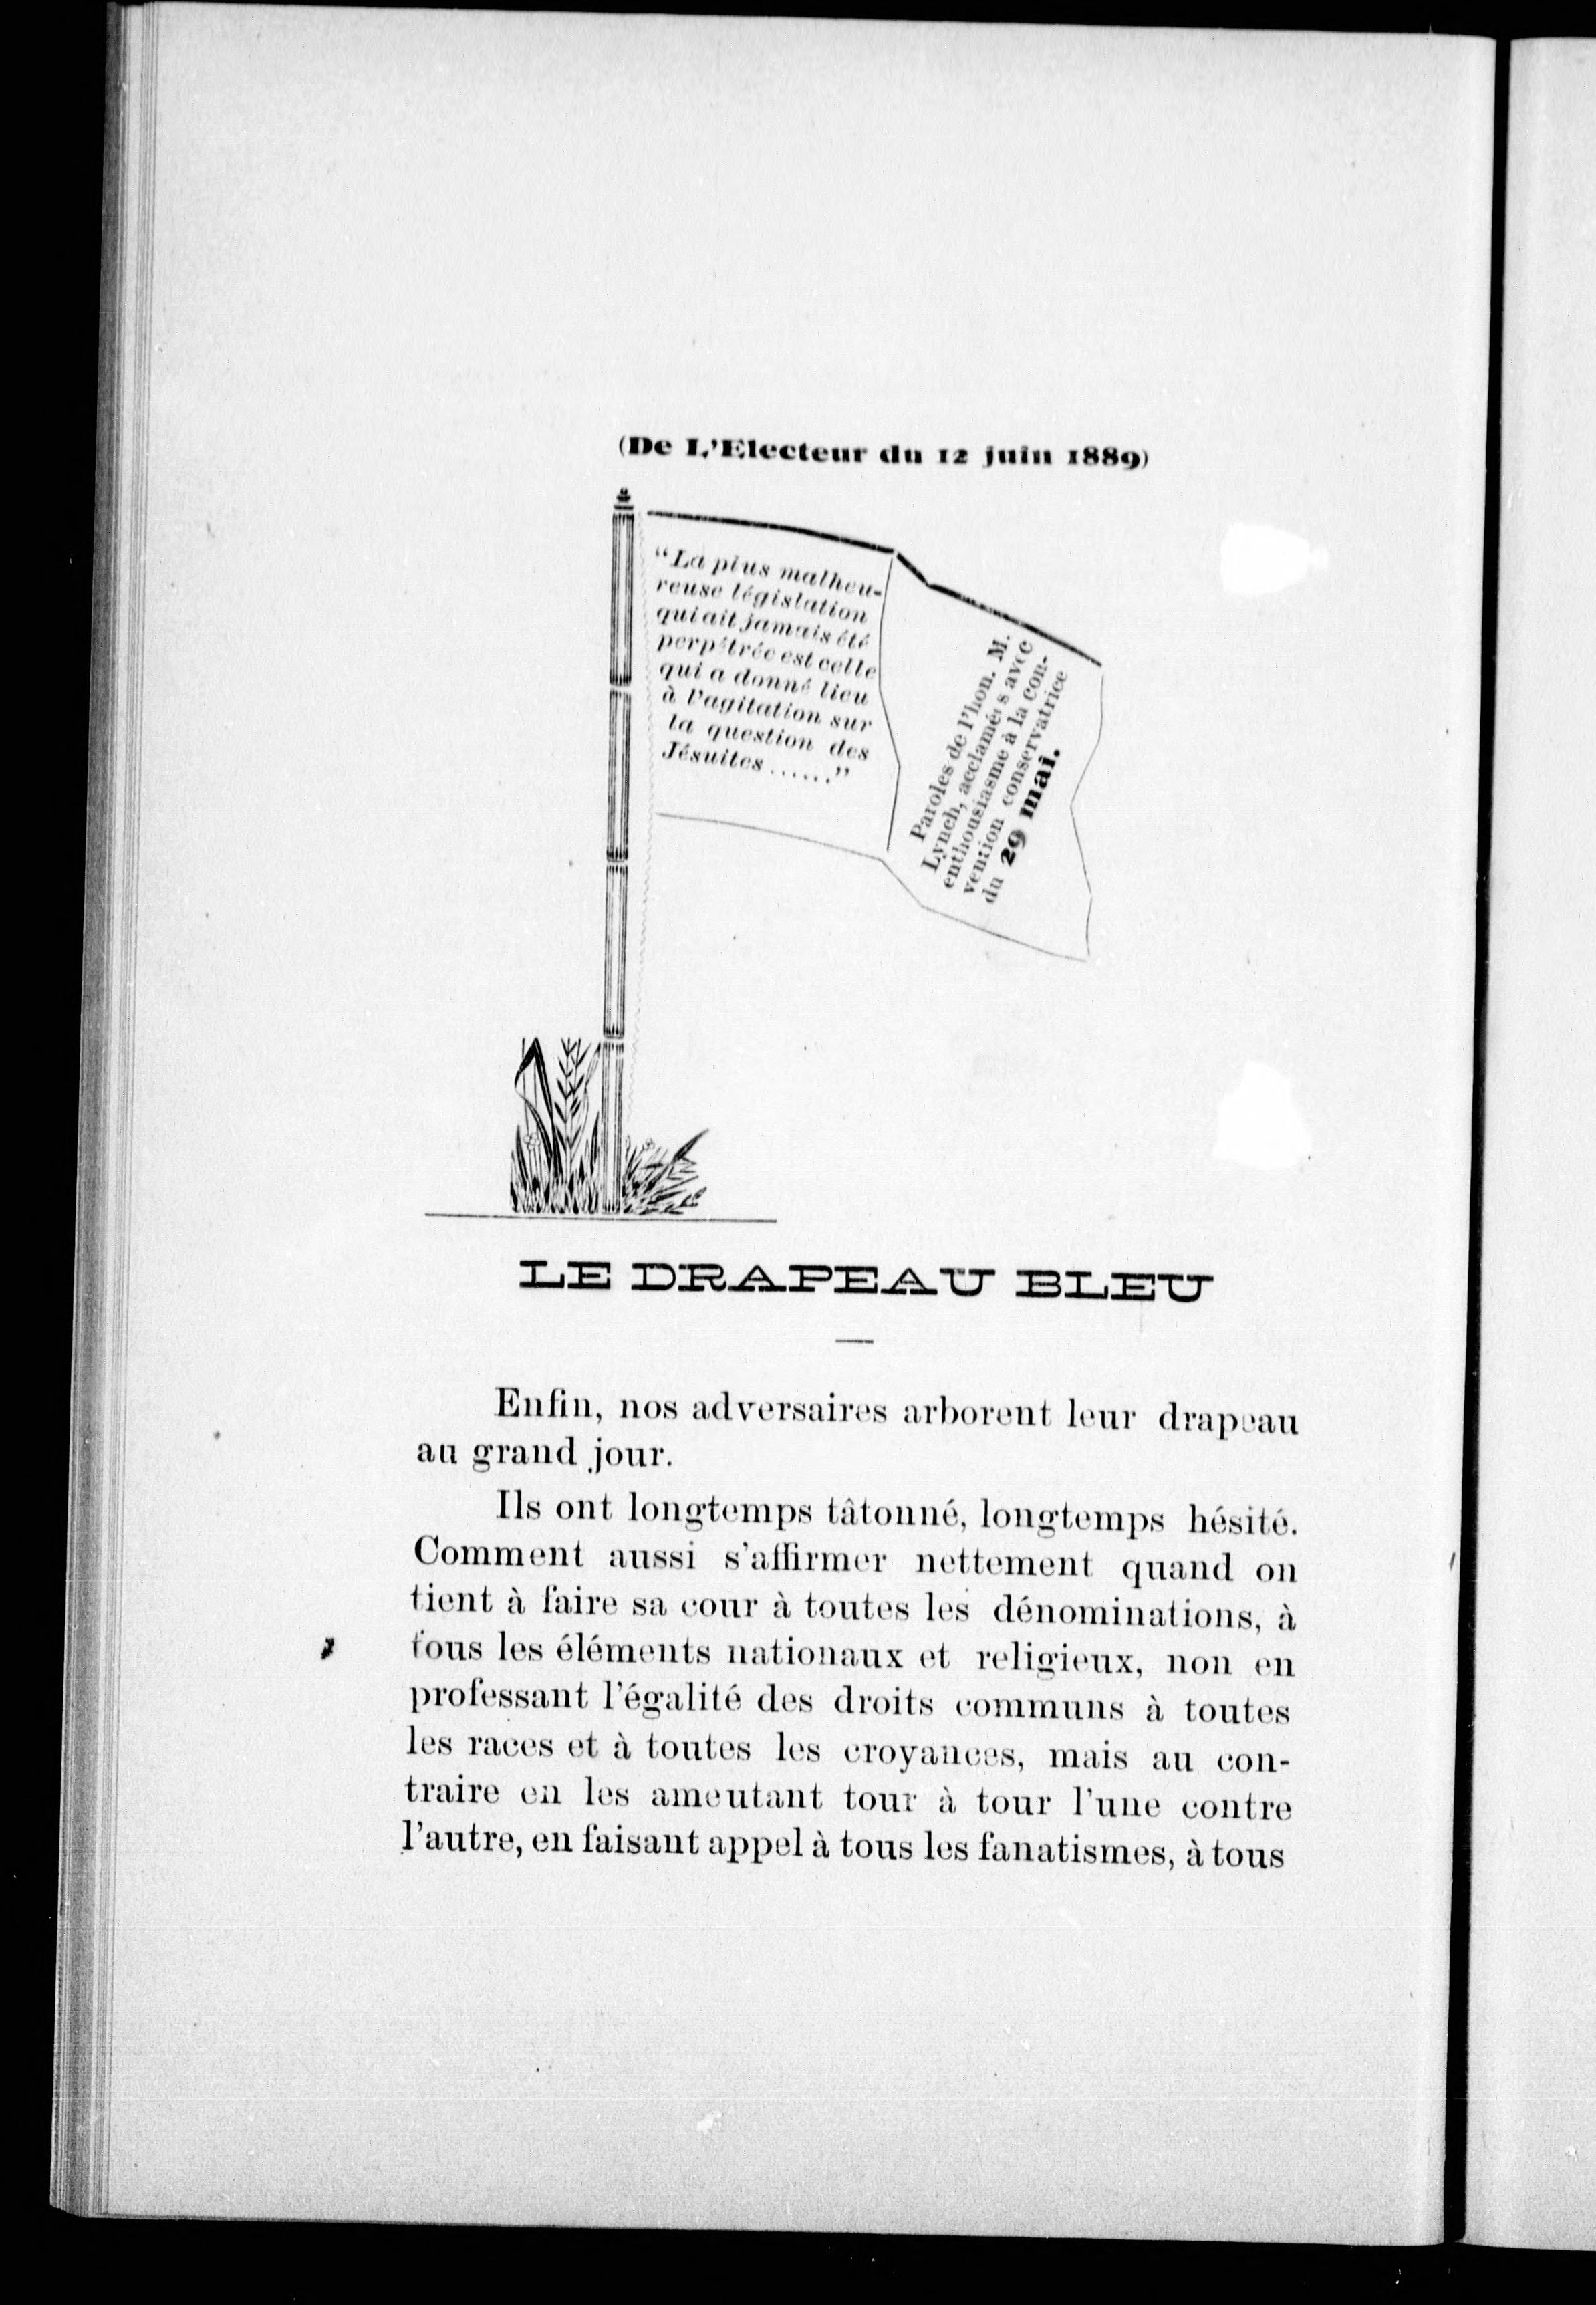 (De L'Electeur du 12 juin 1889)
"La plus malheu-
reuse législation
qui ait jamais été
perpétrée est celle
qui a donné lieu
à l'agitation sur
la question des
Jésuites......"
Paroles de l'hon. M.
Lynch, acclamées avec
enthousiasme à la con-
vention conservatrice
du 29 mai.
LE DRAPEAU BLEU
Enfin, nos adversaires arborent leur drapeau
au grand jour.
Ils ont longtemps tâtonné, longtemps hésité.
Comment aussi s'affirmer nettement quand on
tient à faire sa cour à toutes les dénominations, à
tous les éléments nationaux et religieux, non en
professant l'égalité des droits communs à toutes
les races et à toutes les croyances, mais au con-
traire en les ameutant tour à tour l'une contre
l'autre, en faisant appel à tous les fanatismes, à tous